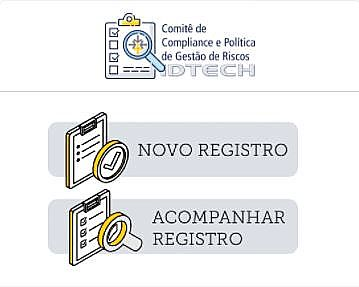 Comitê de
Compliance e Política
de Gestão de Riscos
IDTECH
NOVO REGISTRO
ACOMPANHAR
REGISTRO